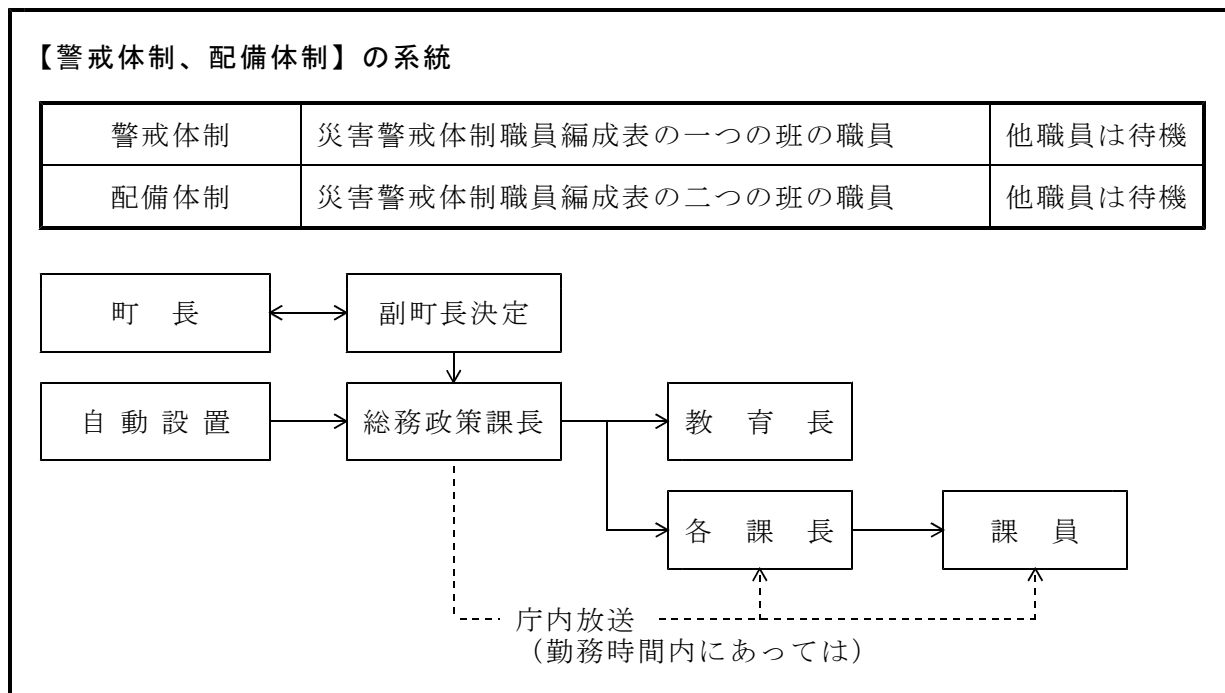 【警戒体制、配備体制】の系統
警戒体制 災害警戒体制職員編成表の一つの班の職員 他職員は待機
配備体制 災害警戒体制職員編成表の二つの班の職員 他職員は待機
町　長 副町長決定
自動設置 総務政策課長 教　育　長
各　課　長 課　員
庁内放送
（勤務時間内にあっては）